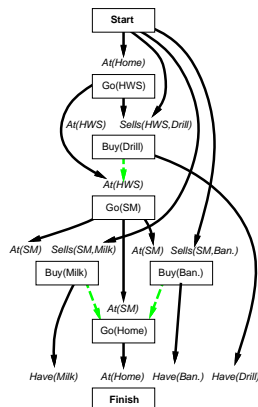 Start
At(Home)
Go(HWS)
At(HWS) Sells(HWS,Drill)
Buy(Drill)
At(HWS)
Go(SM)
At(SM) Sells(SM,Milk) At(SM) Sells(SM,Ban.)
Buy(Milk) Buy(Ban.)
At(SM)
Go(Home)
Have(Milk) At(Home) Have(Ban.) Have(Drill)
Finish